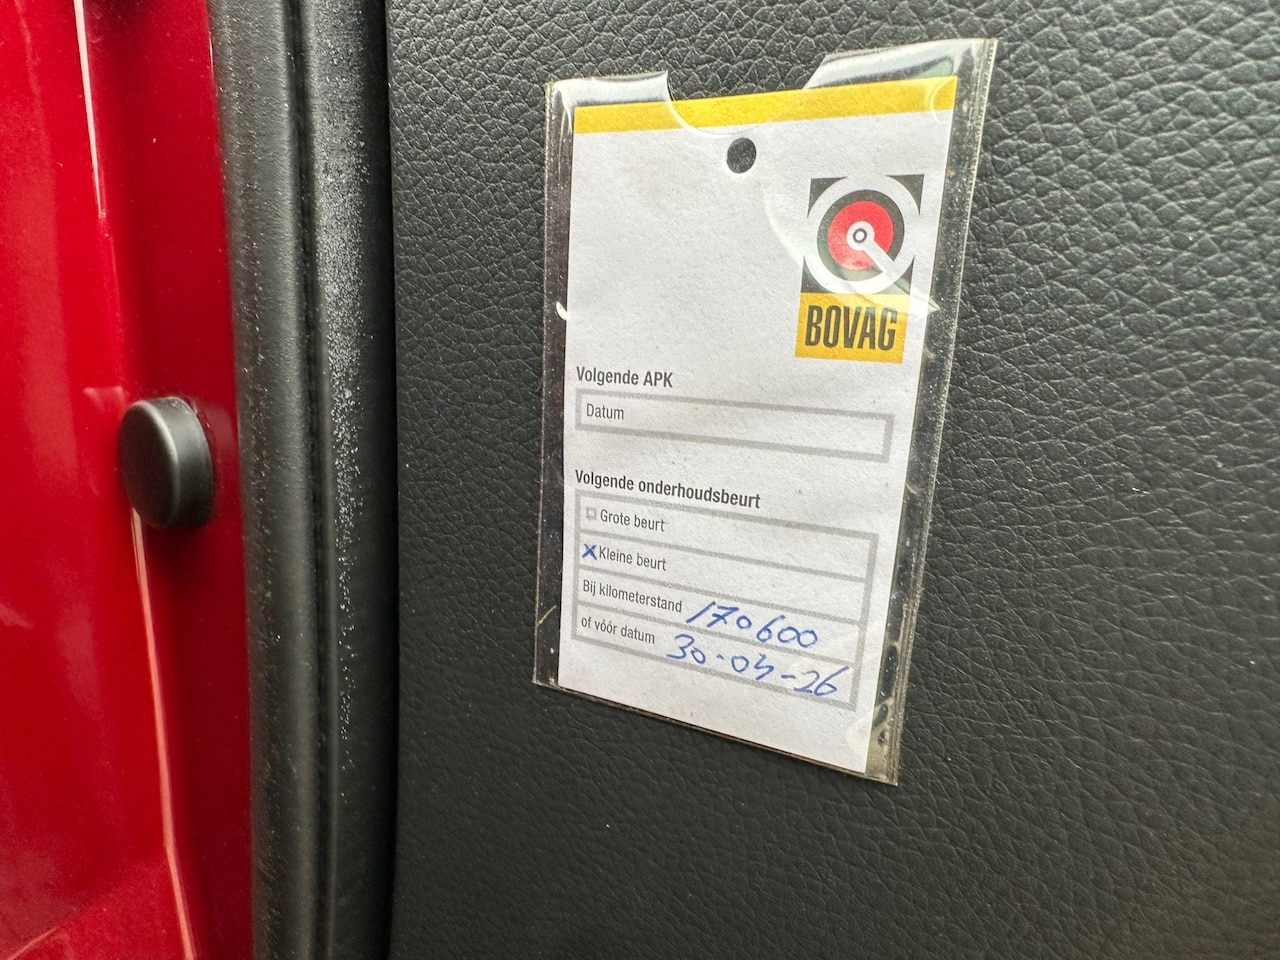 BOVAG
Volgende APK
Datum
Volgende onderhoudsbeurt
Grote beurt
x Kleine beurt
Bij kilometerstand 170600
of vóór datum 30-04-26